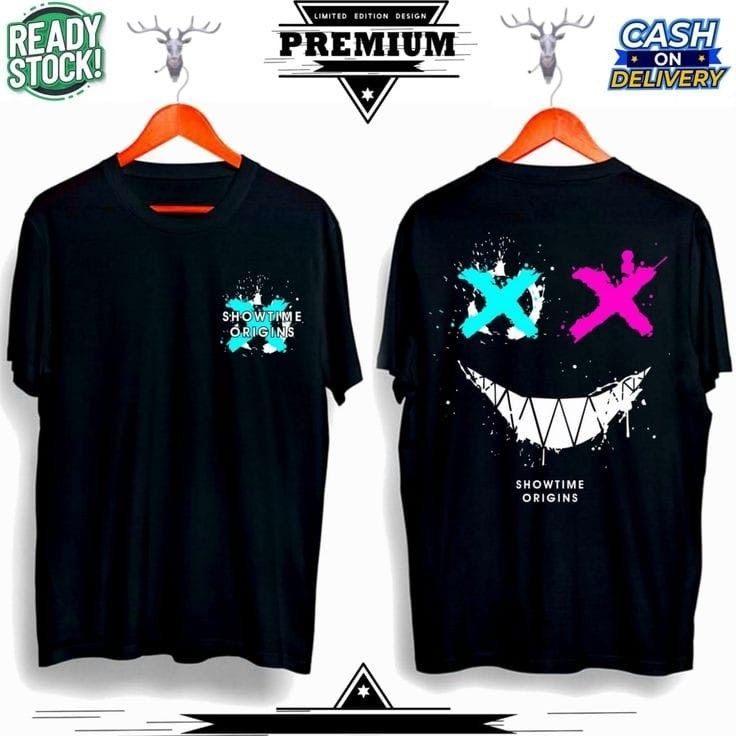 READY
STOCK!
LIMITED EDITION DESIGN
PREMIUM
CASH
ON
DELIVERY
SHOWTIME
ORIGINS
SHOWTIME
ORIGINS